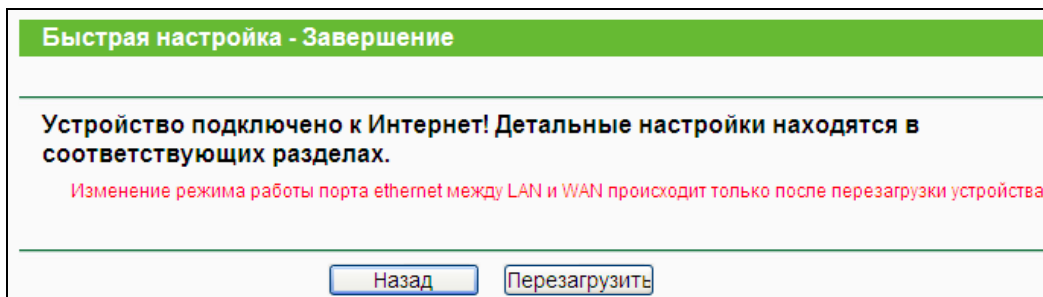 Быстрая настройка - Завершение
Устройство подключено к Интернет! Детальные настройки находятся в
соответствующих разделах.
Изменение режима работы порта ethernet между LAN и WAN происходит только после перезагрузки устройства
Назад
Перезагрузить